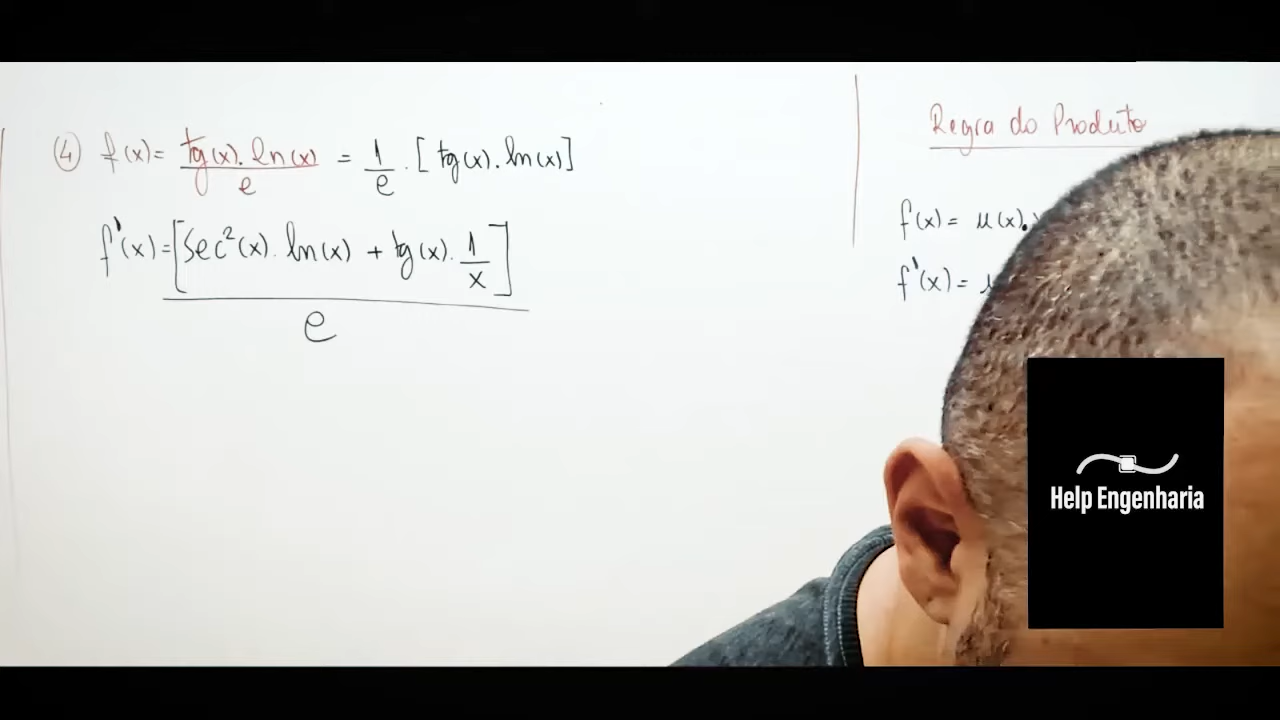 ④ f(x) = tg(x) . ln(x) / e = 1/e . [tg(x) . ln(x)]
f'(x) = [sec²(x) . ln(x) + tg(x) . 1/x] / e
Regra do Produto
f(x) = u(x).
f'(x) =
Help Engenharia